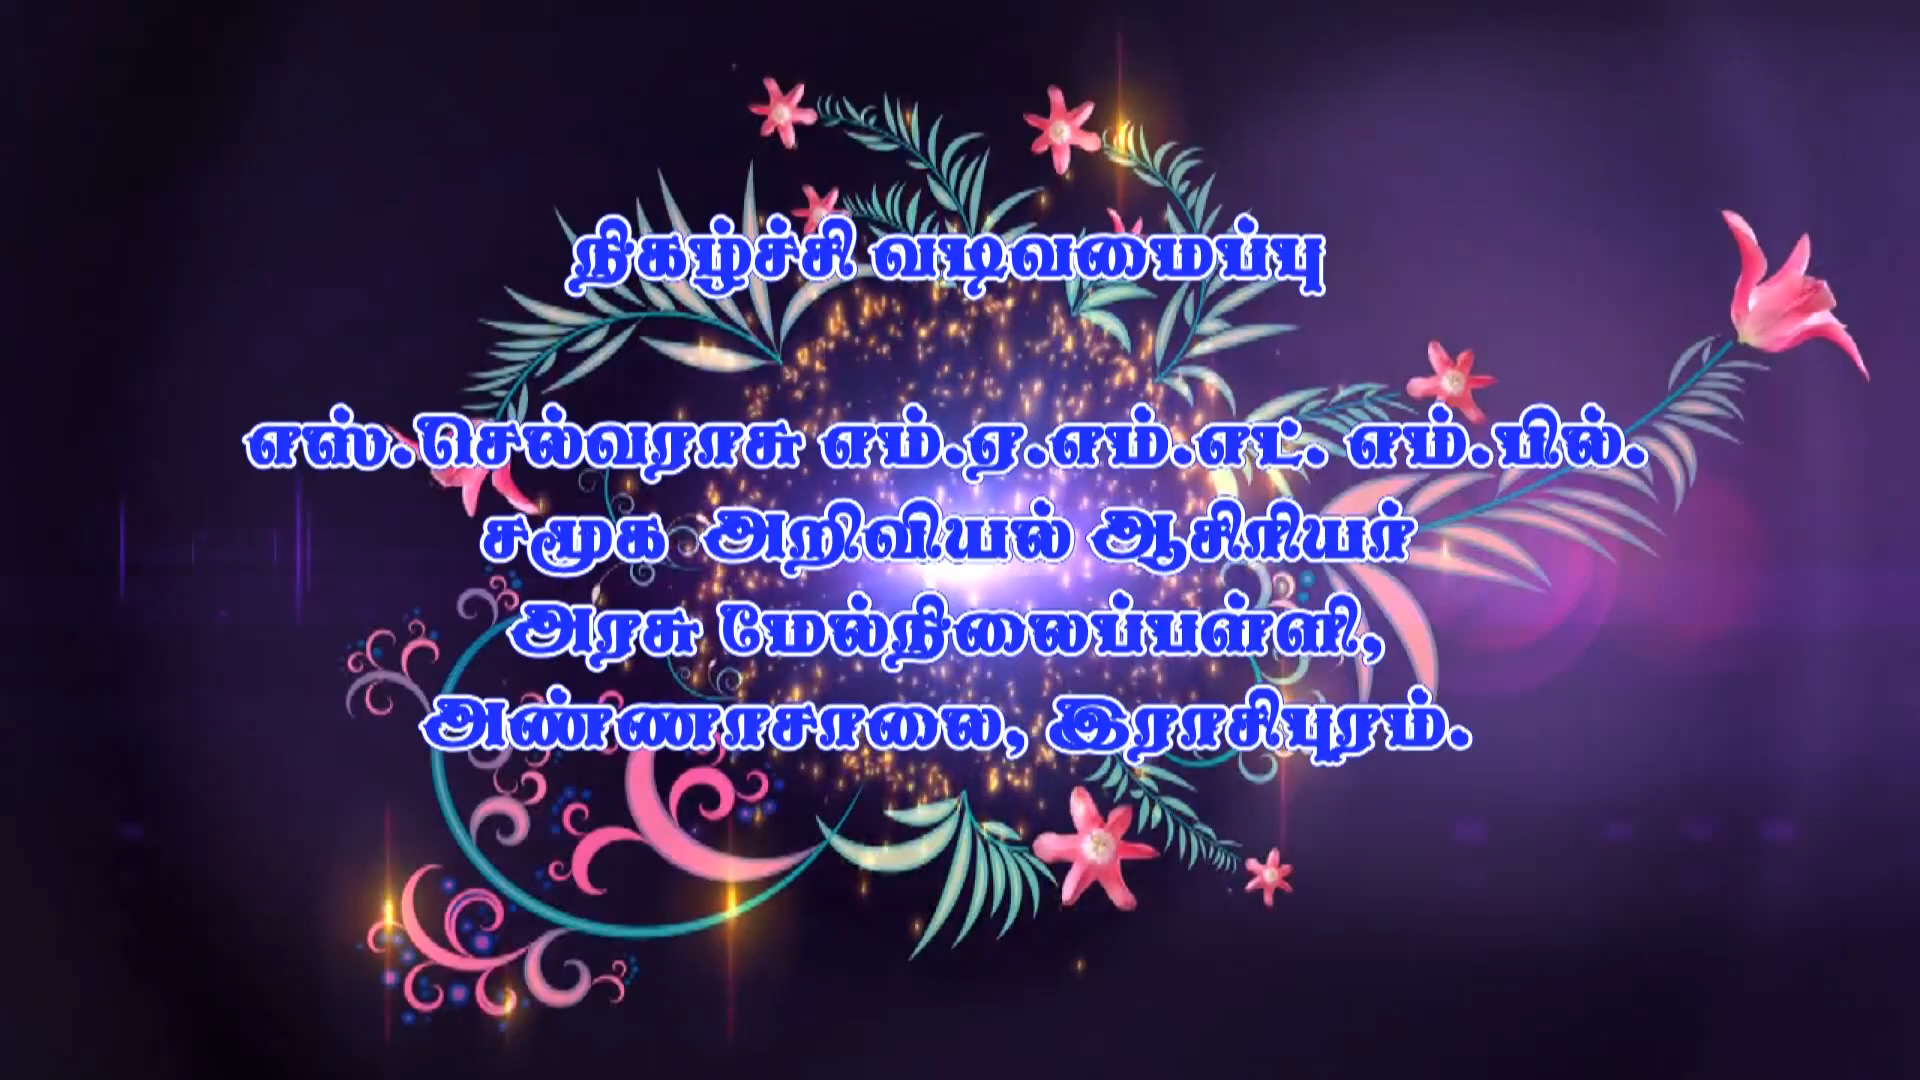 நிகழ்ச்சி வடிவமைப்பு
எஸ்.செல்வராசு எம்.ஏ.எம்.எட். எம்.பில்.
சமூக அறிவியல் ஆசிரியர்
அரசு மேல்நிலைப்பள்ளி,
அண்ணாசாலை, இராசிபுரம்.